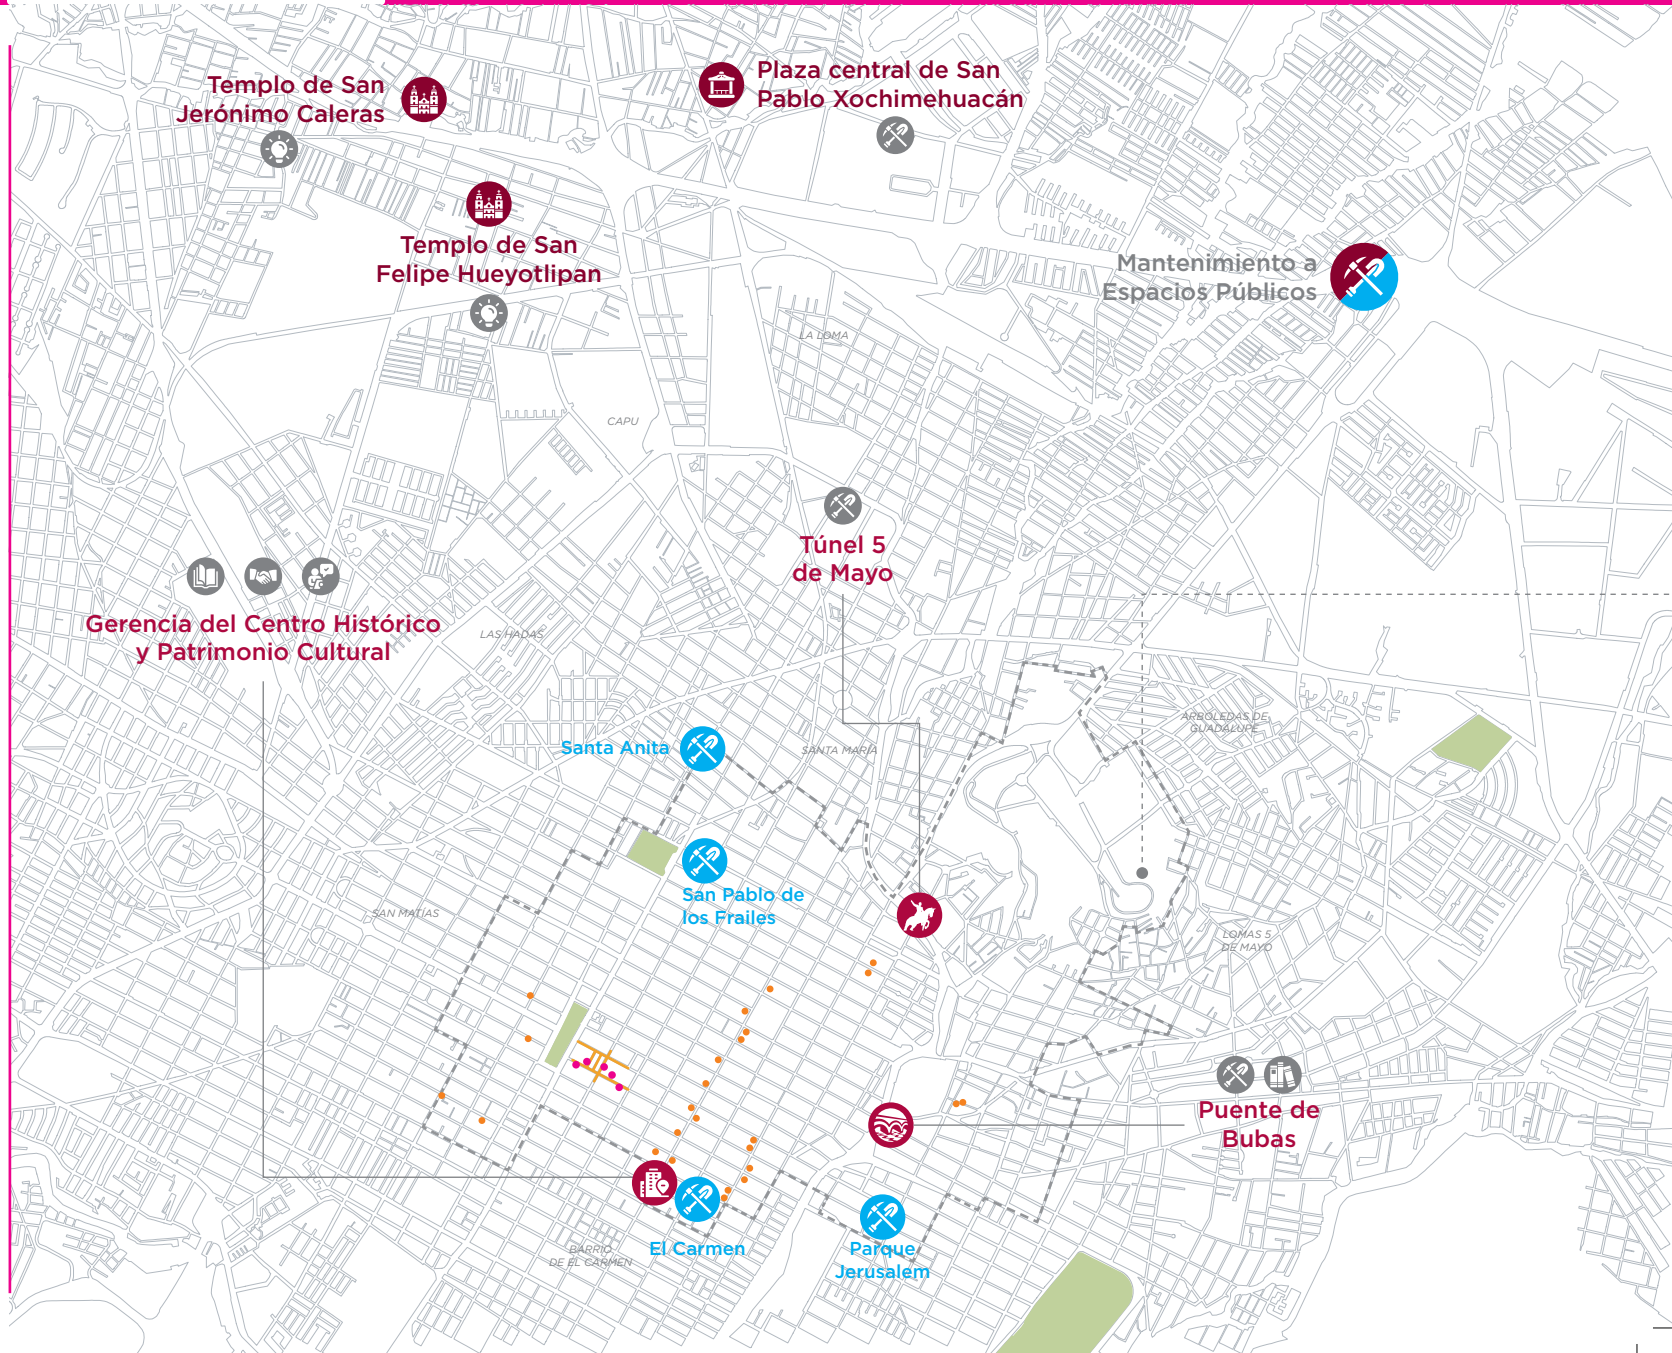 Templo de San
Jerónimo Caleras
Plaza central de San
Pablo Xochimehuacán
Templo de San
Felipe Hueyotlipan
Mantenimiento a
Espacios Públicos
LA LOMA
CAPU
Túnel 5
de Mayo
Gerencia del Centro Histórico
y Patrimonio Cultural
LAS HADAS
ARBOLEDAS DE
GUADALUPE
Santa Anita
SANTA MARÍA
San Pablo de
los Frailes
SAN MATÍAS
LOMAS 5
DE MAYO
Puente de
Bubas
El Carmen
BARRIO
DE EL CARMEN
Parque
Jerusalem